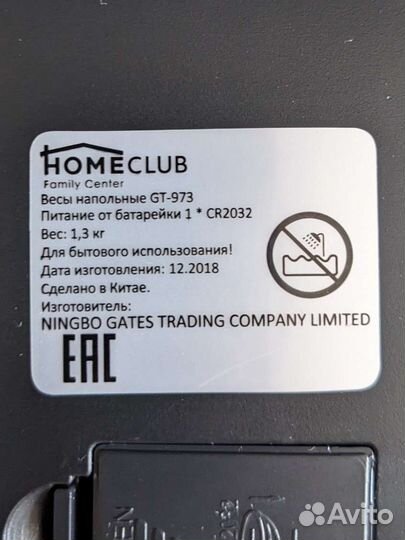 HOMECLUB
Family Center
Весы напольные GT-973
Питание от батарейки 1 * CR2032
Вес: 1,3 кг
Для бытового использования!
Дата изготовления: 12.2018
Сделано в Китае.
Изготовитель:
NINGBO GATES TRADING COMPANY LIMITED
EAC
Avito